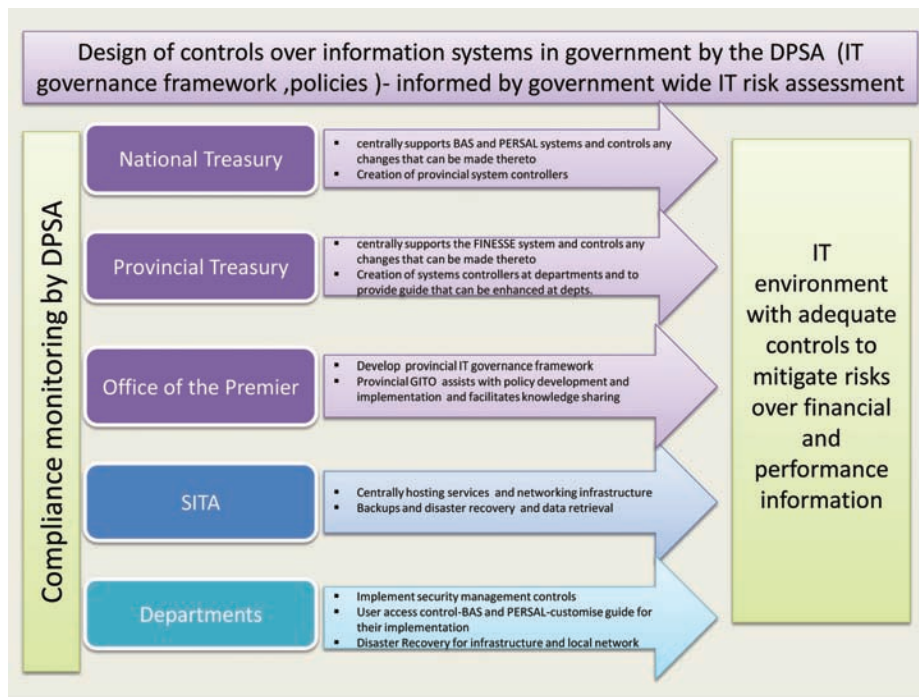 Design of controls over information systems in government by the DPSA (IT
governance framework ,policies )- informed by government wide IT risk assessment
Compliance monitoring by DPSA
National Treasury
▪ centrally supports BAS and PERSAL systems and controls any
changes that can be made thereto
▪ Creation of provincial system controllers
Provincial Treasury
▪ centrally supports the FINESSE system and controls any
changes that can be made thereto
▪ Creation of systems controllers at departments and to
provide guide that can be enhanced at depts.
Office of the Premier
▪ Develop provincial IT governance framework
▪ Provincial GITO assists with policy development and
implementation and facilitates knowledge sharing
SITA
▪ Centrally hosting services and networking infrastructure
▪ Backups and disaster recovery and data retrieval
Departments
▪ Implement security management controls
▪ User access control-BAS and PERSAL-customise guide for
their implementation
▪ Disaster Recovery for infrastructure and local network
IT
environment
with adequate
controls to
mitigate risks
over financial
and
performance
information